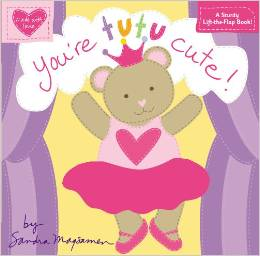 Made with
love
A Sturdy
Lift-the-Flap Book!
you're tutu cute!
by
Sandra Magsamen